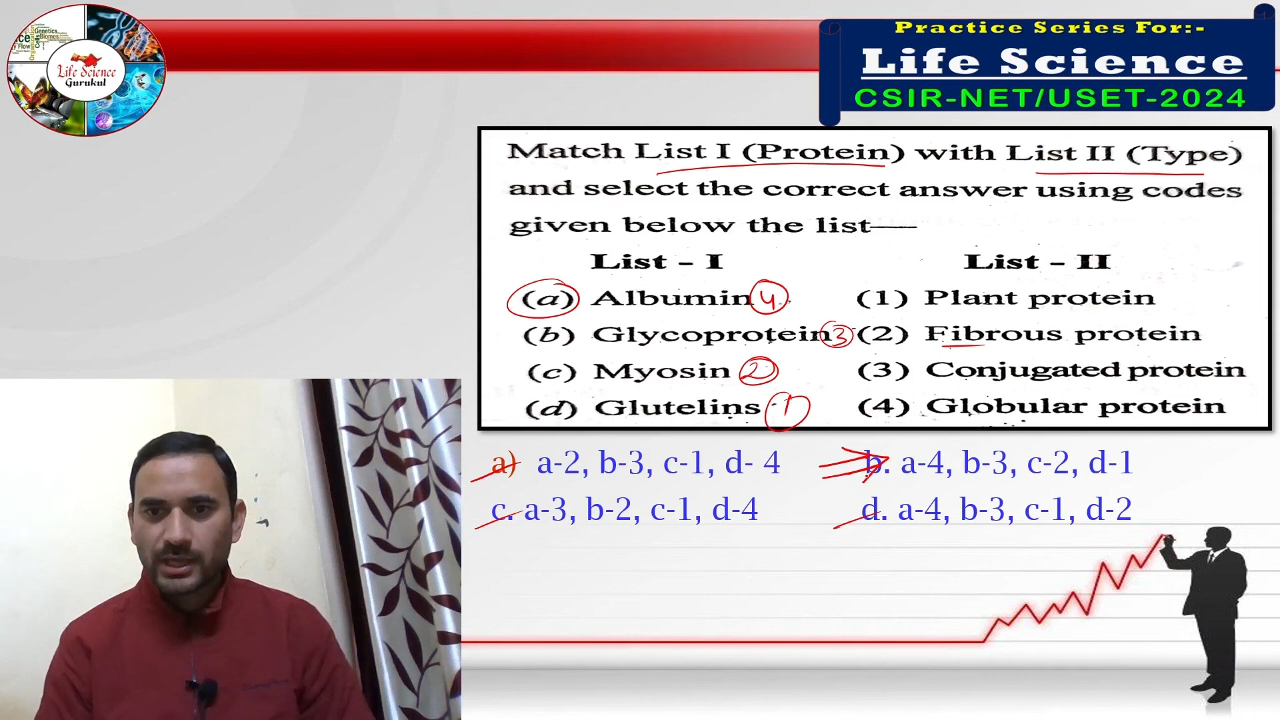 Life Science
Gurukul
Practice Series For:-
Life Science
CSIR-NET/USET-2024
Match List I (Protein) with List II (Type)
and select the correct answer using codes
given below the list—
List - I List - II
(a) Albumin 4 (1) Plant protein
(b) Glycoprotein 3 (2) Fibrous protein
(c) Myosin 2 (3) Conjugated protein
(d) Glutelins 1 (4) Globular protein
a) a-2, b-3, c-1, d- 4 b. a-4, b-3, c-2, d-1
c. a-3, b-2, c-1, d-4 d. a-4, b-3, c-1, d-2